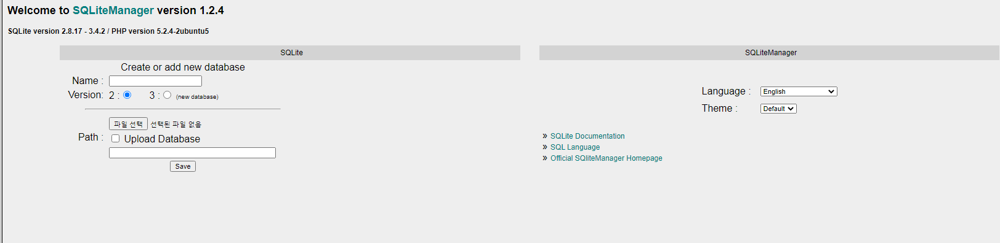 Welcome to SQLiteManager version 1.2.4
SQLite version 2.8.17 - 3.4.2 / PHP version 5.2.4-2ubuntu5
SQLite
Create or add new database
Name :
Version: 2 : 3 : (new database)
파일 선택 선택된 파일 없음
Path : Upload Database
Save
SQLiteManager
Language : English
Theme : Default
» SQLite Documentation
» SQL Language
» Official SQliteManager Homepage